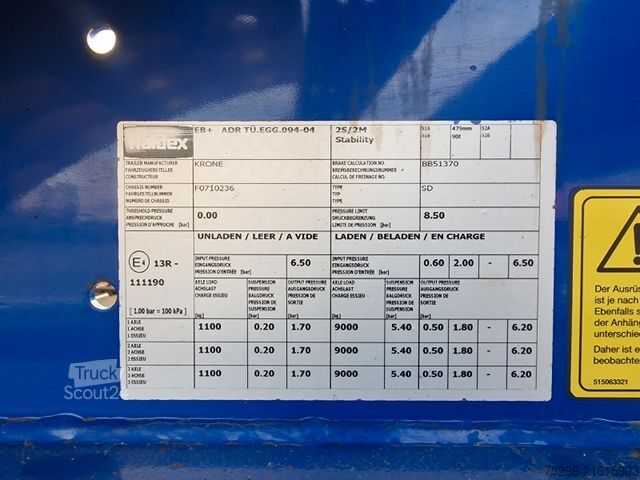 Haldex
EB+ ADR TÜ.EGG.094-04
2S/2M
Stability
S1A 479mm S2A
S1B 90t S2B
TRAILER MANUFACTURER
FAHRZEUGHERSTELLER
CONSTRUCTEUR
KRONE
BRAKE CALCULATION NO.
BREMSBERECHNUNGSNUMMER
CALCUL DE FREINAGE NO.
BB51370
CHASSIS NUMBER
FAHRGESTELLNUMMER
NUMERO DE CHASSIS
F0710236
TYPE
TYP
TYPE
SD
THRESHOLD PRESSURE
ANSPRECHDRUCK
PRESSION D'APPROCHE [bar]
0.00
PRESSURE LIMIT
DRUCKBEGRENZUNG
LIMITE DE PRESSION [bar]
8.50
UNLADEN / LEER / A VIDE
LADEN / BELADEN / EN CHARGE
E4 13R -
111190
[ 1.00 bar = 100 kPa ]
INPUT PRESSURE
EINGANGSDRUCK
PRESSION D'ENTRÉE [bar]
6.50
INPUT PRESSURE
EINGANGSDRUCK
PRESSION D'ENTRÉE [bar]
0.60 2.00 - 6.50
AXLE LOAD
ACHSLAST
CHARGE ESSIEU
[kg]
SUSPENSION
PRESSURE
BALGDRUCK
PRESSION DE
SUSPENSION
[bar]
OUTPUT PRESSURE
AUSGANGSDRUCK
PRESSION DE
SORTIE
[bar]
AXLE LOAD
ACHSLAST
CHARGE ESSIEU
[kg]
SUSPENSION
PRESSURE
BALGDRUCK
PRESSION DE
SUSPENSION
[bar]
OUTPUT PRESSURE
AUSGANGSDRUCK
PRESSION DE
SORTIE
[bar]
1 AXLE
1 ACHSE
1 ESSIEU
1100 0.20 1.70 9000 5.40 0.50 1.80 - 6.20
2 AXLE
2 ACHSE
2 ESSIEU
1100 0.20 1.70 9000 5.40 0.50 1.80 - 6.20
3 AXLE
3 ACHSE
3 ESSIEU
1100 0.20 1.70 9000 5.40 0.50 1.80 - 6.20
Der Ausrüs
ist je nach
Ebenfalls s
der Anhäng
unterschie
Daher ist e
beobachte
515063321
Truck
Scout24